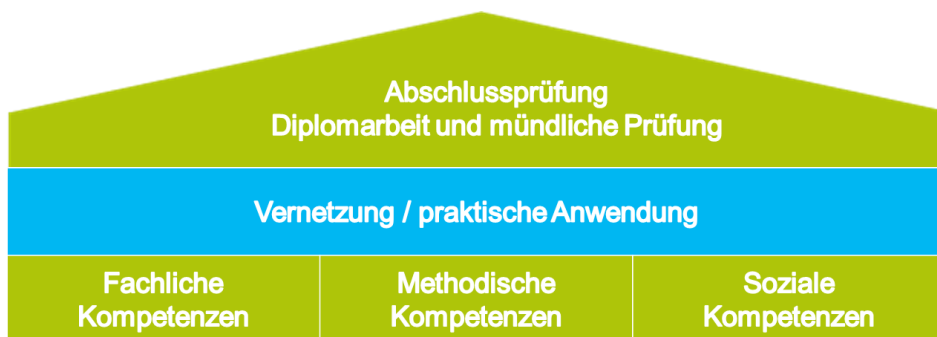 Abschlussprüfung
Diplomarbeit und mündliche Prüfung
Vernetzung / praktische Anwendung
Fachliche
Kompetenzen
Methodische
Kompetenzen
Soziale
Kompetenzen